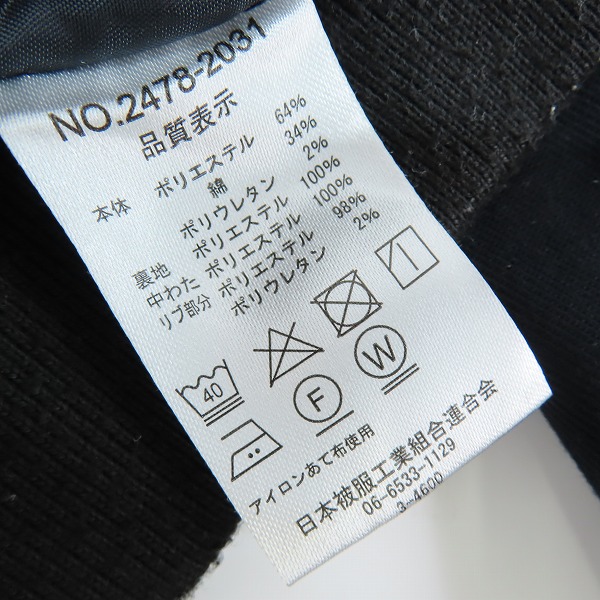 NO.2478-2031
品質表示
本体 ポリエステル 64%
綿 34%
ポリウレタン 2%
裏地 ポリエステル 100%
中わた ポリエステル 100%
リブ部分 ポリエステル 98%
ポリウレタン 2%
40
F
W
アイロンあて布使用
日本被服工業組合連合会
06-6533-1129
3-4600